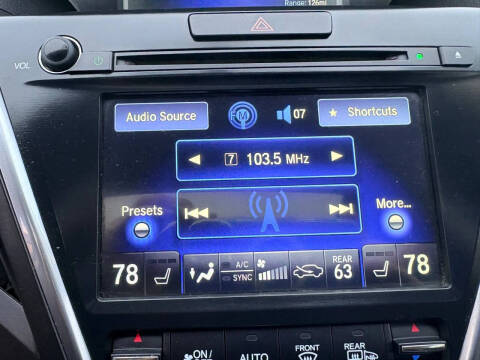 Range: 126mi
VOL
Audio Source
FM
07
★ Shortcuts
7 103.5 MHz
Presets
More...
78
A/C
SYNC
REAR
63
78
ON /
AUTO
FRONT
REAR